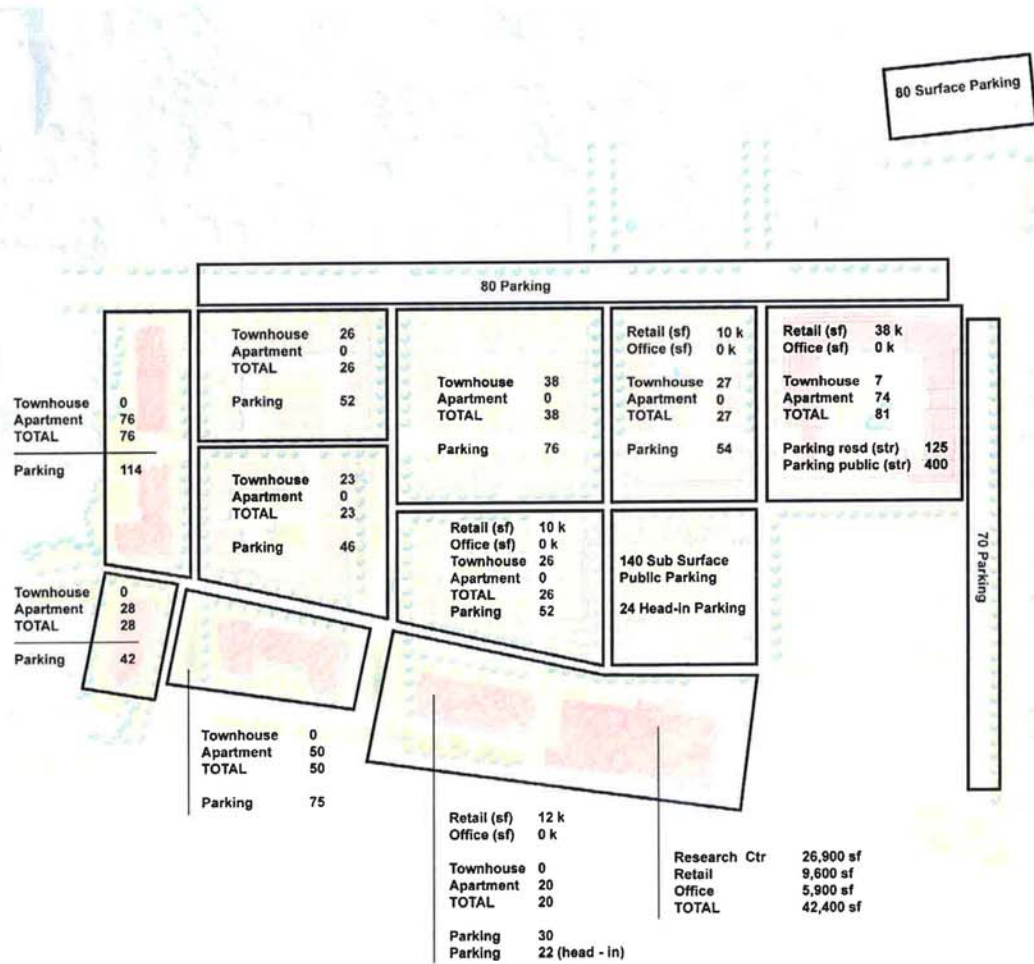 80 Surface Parking
80 Parking
Townhouse 0
Apartment 76
TOTAL 76
Parking 114
Townhouse 26
Apartment 0
TOTAL 26
Parking 52
Townhouse 38
Apartment 0
TOTAL 38
Parking 76
Retail (sf) 10 k
Office (sf) 0 k
Townhouse 27
Apartment 0
TOTAL 27
Parking 54
Retail (sf) 38 k
Office (sf) 0 k
Townhouse 7
Apartment 74
TOTAL 81
Parking resd (str) 125
Parking public (str) 400
70 Parking
Townhouse 23
Apartment 0
TOTAL 23
Parking 46
Retail (sf) 10 k
Office (sf) 0 k
Townhouse 26
Apartment 0
TOTAL 26
Parking 52
140 Sub Surface
Public Parking
24 Head-in Parking
Townhouse 0
Apartment 28
TOTAL 28
Parking 42
Townhouse 0
Apartment 50
TOTAL 50
Parking 75
Retail (sf) 12 k
Office (sf) 0 k
Townhouse 0
Apartment 20
TOTAL 20
Parking 30
Parking 22 (head - in)
Research Ctr 26,900 sf
Retail 9,600 sf
Office 5,900 sf
TOTAL 42,400 sf